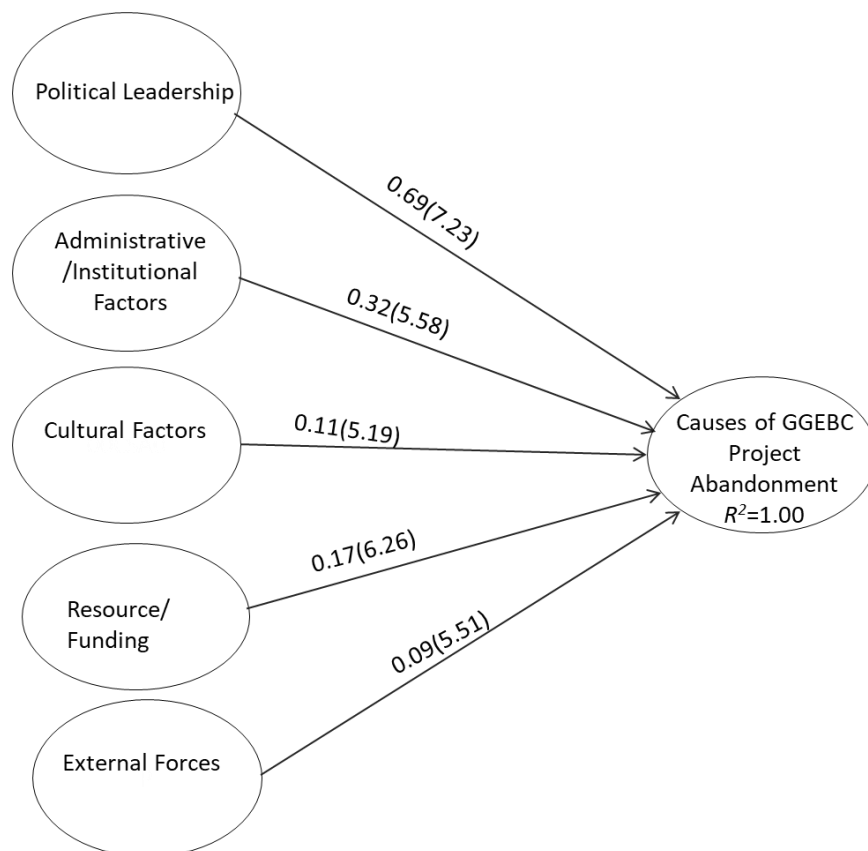 Political Leadership
0.69(7.23)
Administrative
/Institutional
Factors
0.32(5.58)
Cultural Factors
0.11(5.19)
Causes of GGEBC
Project
Abandonment
R²=1.00
Resource/
Funding
0.17(6.26)
External Forces
0.09(5.51)